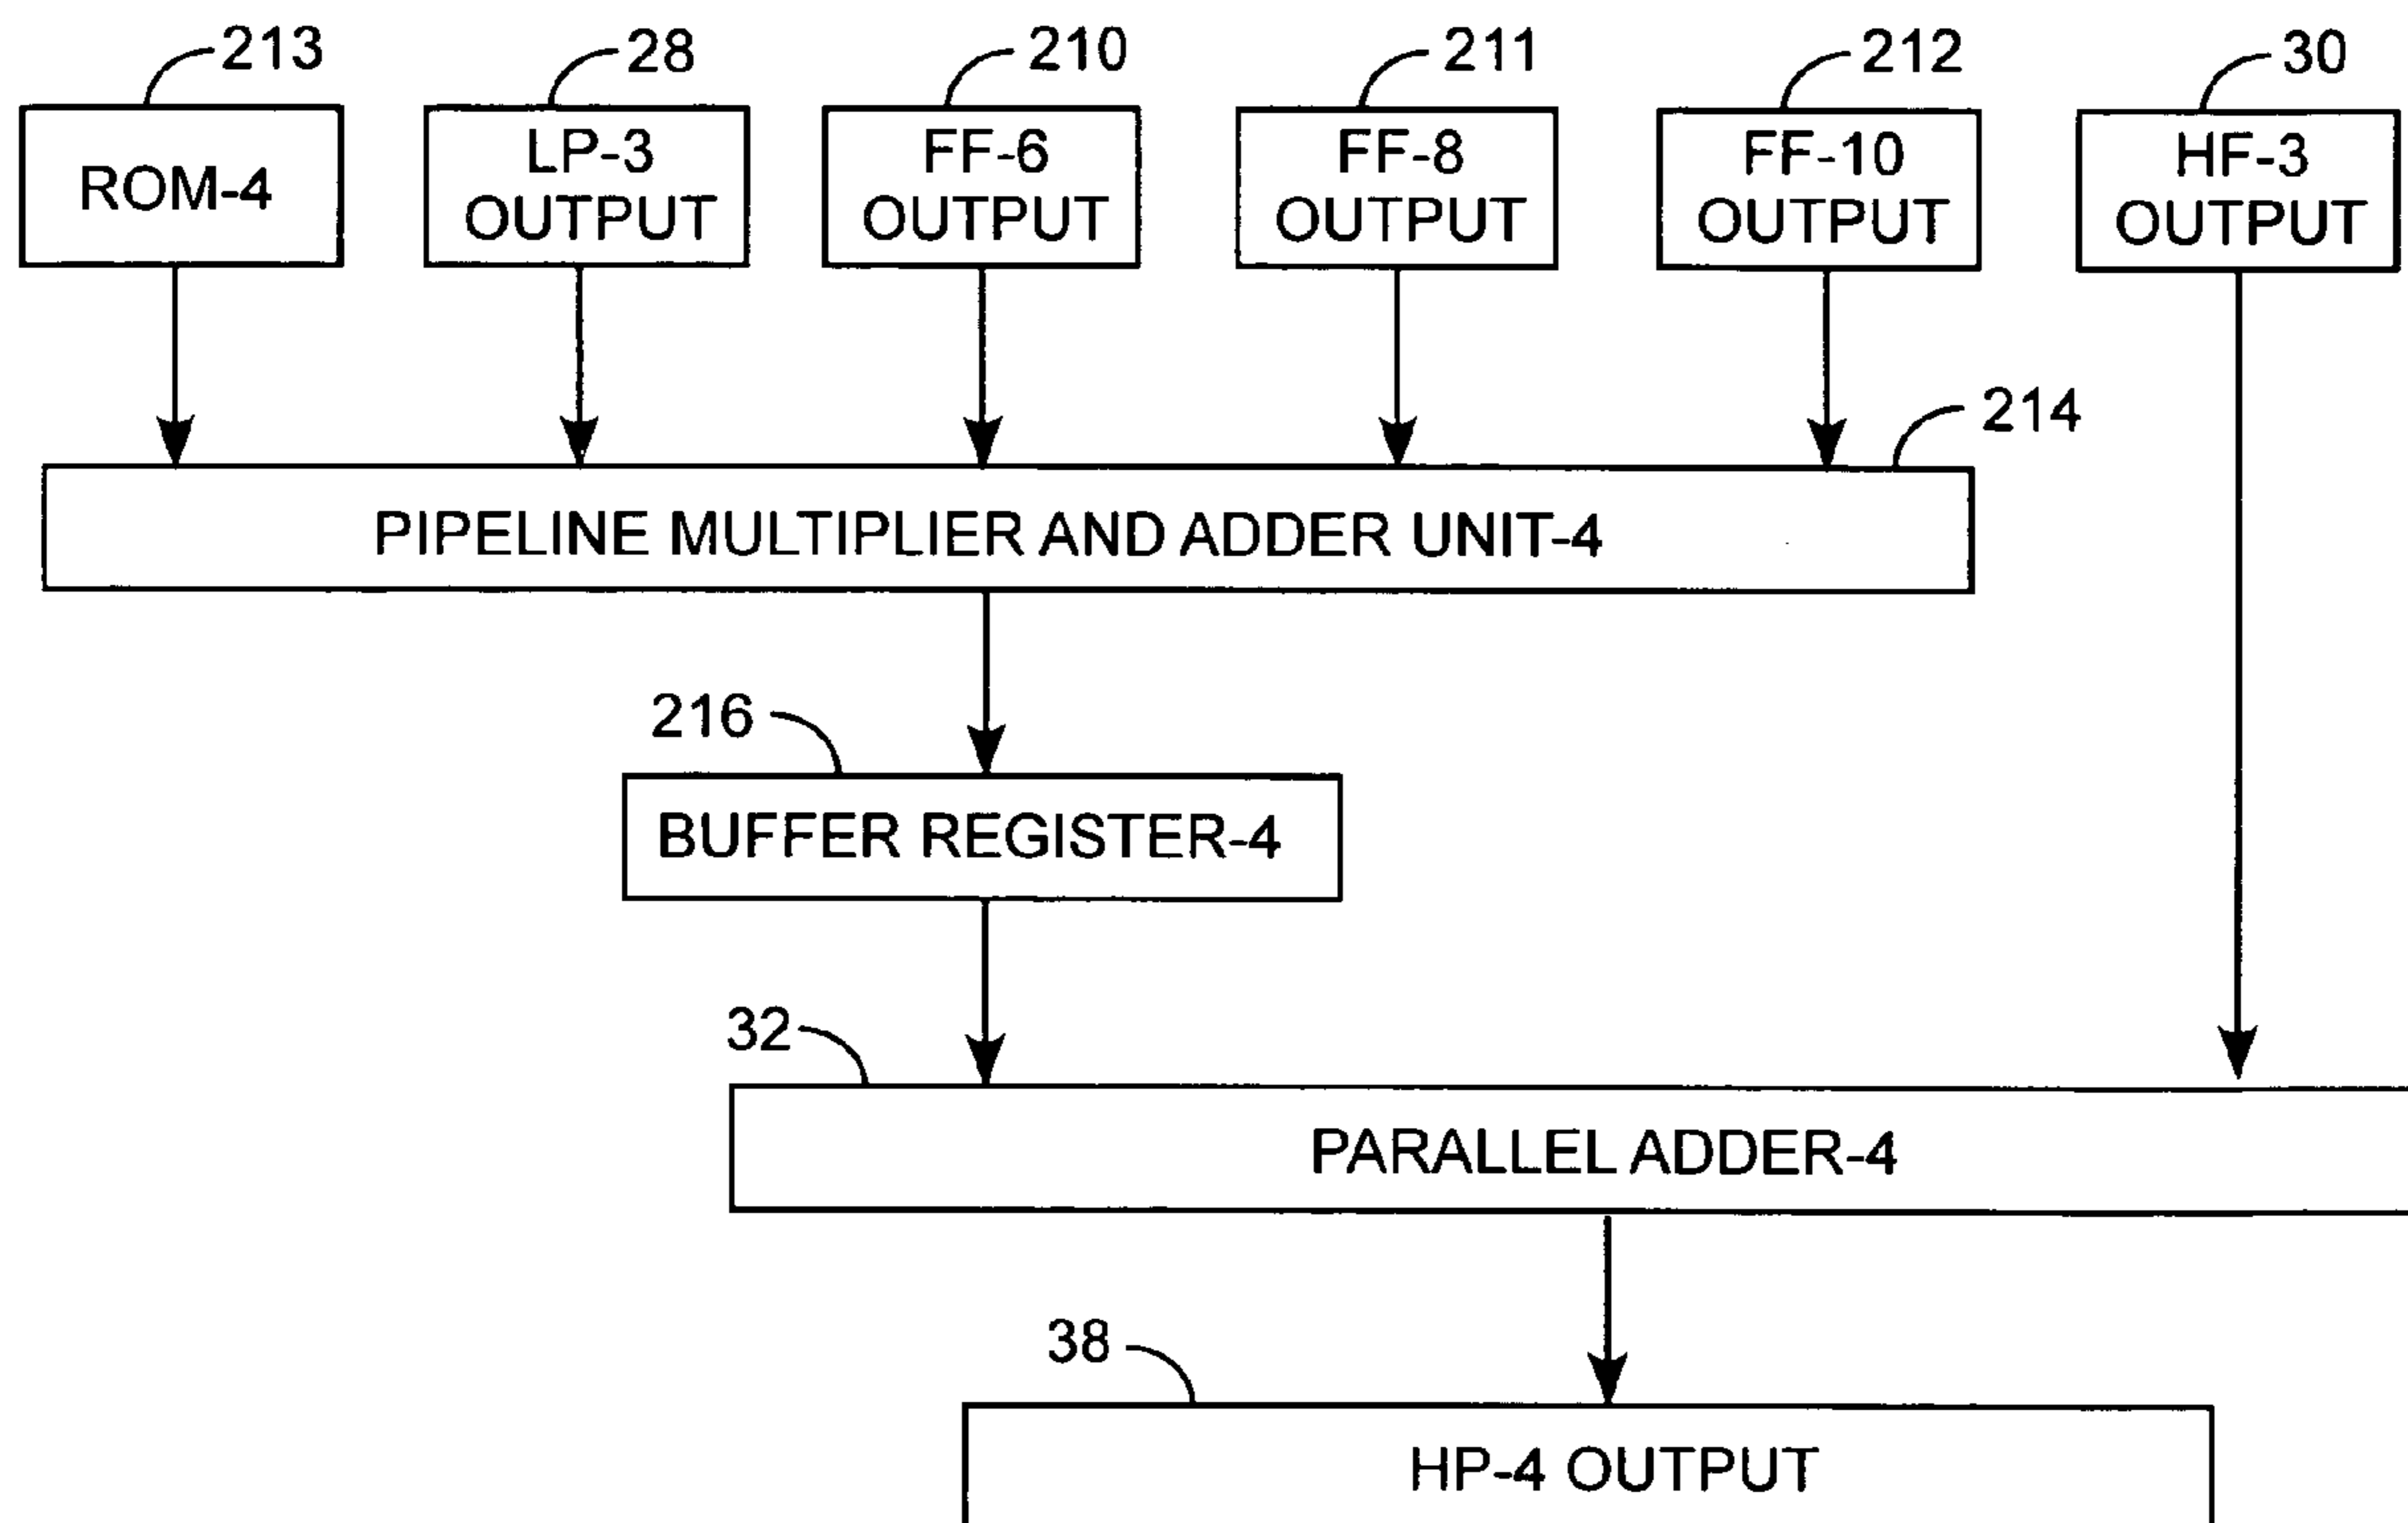 213
28
210
211
212
30
ROM-4
LP-3
OUTPUT
FF-6
OUTPUT
FF-8
OUTPUT
FF-10
OUTPUT
HF-3
OUTPUT
214
PIPELINE MULTIPLIER AND ADDER UNIT-4
216
BUFFER REGISTER-4
32
PARALLEL ADDER-4
38
HP-4 OUTPUT